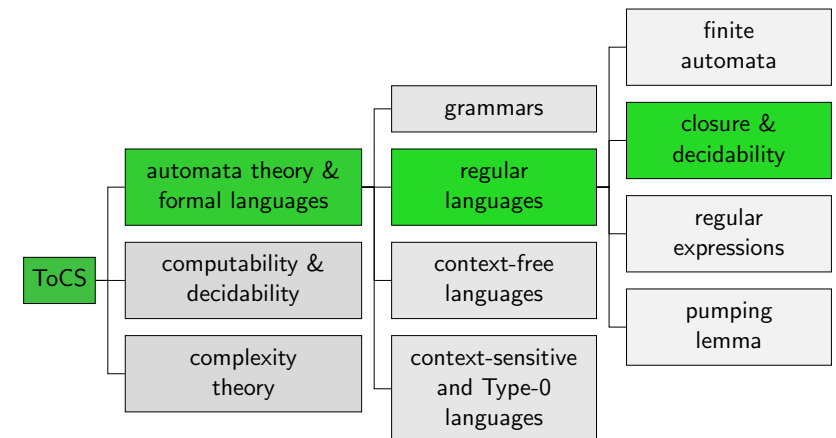 ToCS
automata theory &
formal languages
computability &
decidability
complexity
theory
grammars
regular
languages
context-free
languages
context-sensitive
and Type-0
languages
finite
automata
closure &
decidability
regular
expressions
pumping
lemma